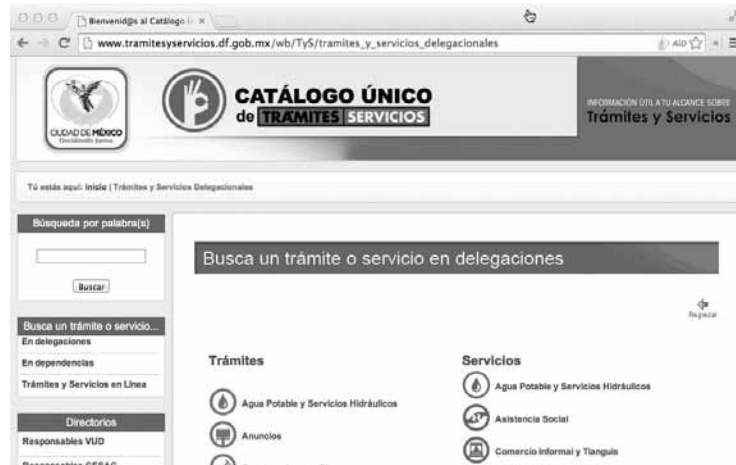 Bienvenid@s al Catálogo
www.tramitesyservicios.df.gob.mx/wb/TyS/tramites_y_servicios_delegacionales
CIUDAD DE MÉXICO
Decidiendo Juntos
CATÁLOGO ÚNICO
de TRÁMITES SERVICIOS
INFORMACIÓN ÚTIL A TU ALCANCE SOBRE
Trámites y Servicios
Tú estás aquí: Inicio | Trámites y Servicios Delegacionales
Búsqueda por palabra(s)
Buscar
Busca un trámite o servicio...
En delegaciones
En dependencias
Trámites y Servicios en Línea
Directorios
Responsables VUD
Busca un trámite o servicio en delegaciones
Regresar
Trámites
Agua Potable y Servicios Hidráulicos
Anuncios
Servicios
Agua Potable y Servicios Hidráulicos
Asistencia Social
Comercio Informal y Tianguis